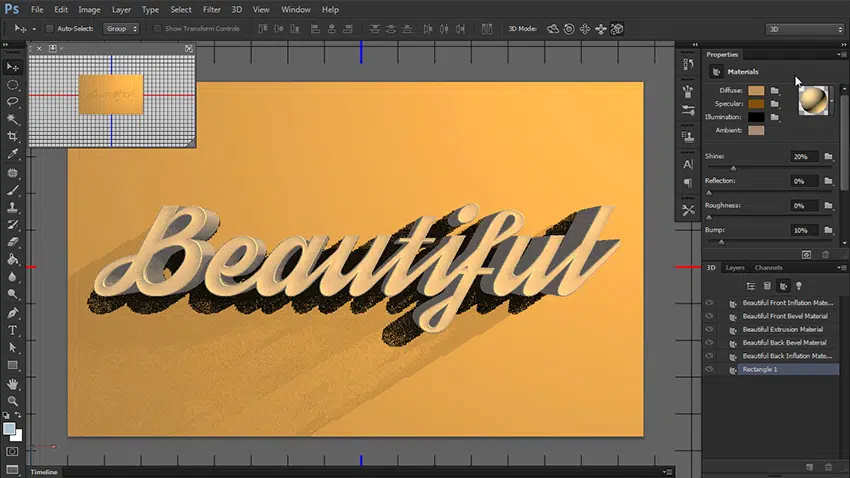 Ps File Edit Image Layer Type Select Filter 3D View Window Help
Auto-Select: Group Show Transform Controls 3D Mode: 3D
Properties
Materials
Diffuse:
Specular:
Illumination:
Ambient:
Shine: 20%
Reflection: 0%
Roughness: 0%
Bump: 10%
3D Layers Channels
Beautiful Front Inflation Mate...
Beautiful Front Bevel Material
Beautiful Extrusion Material
Beautiful Back Bevel Material
Beautiful Back Inflation Mate...
Rectangle 1
Beautiful
Timeline